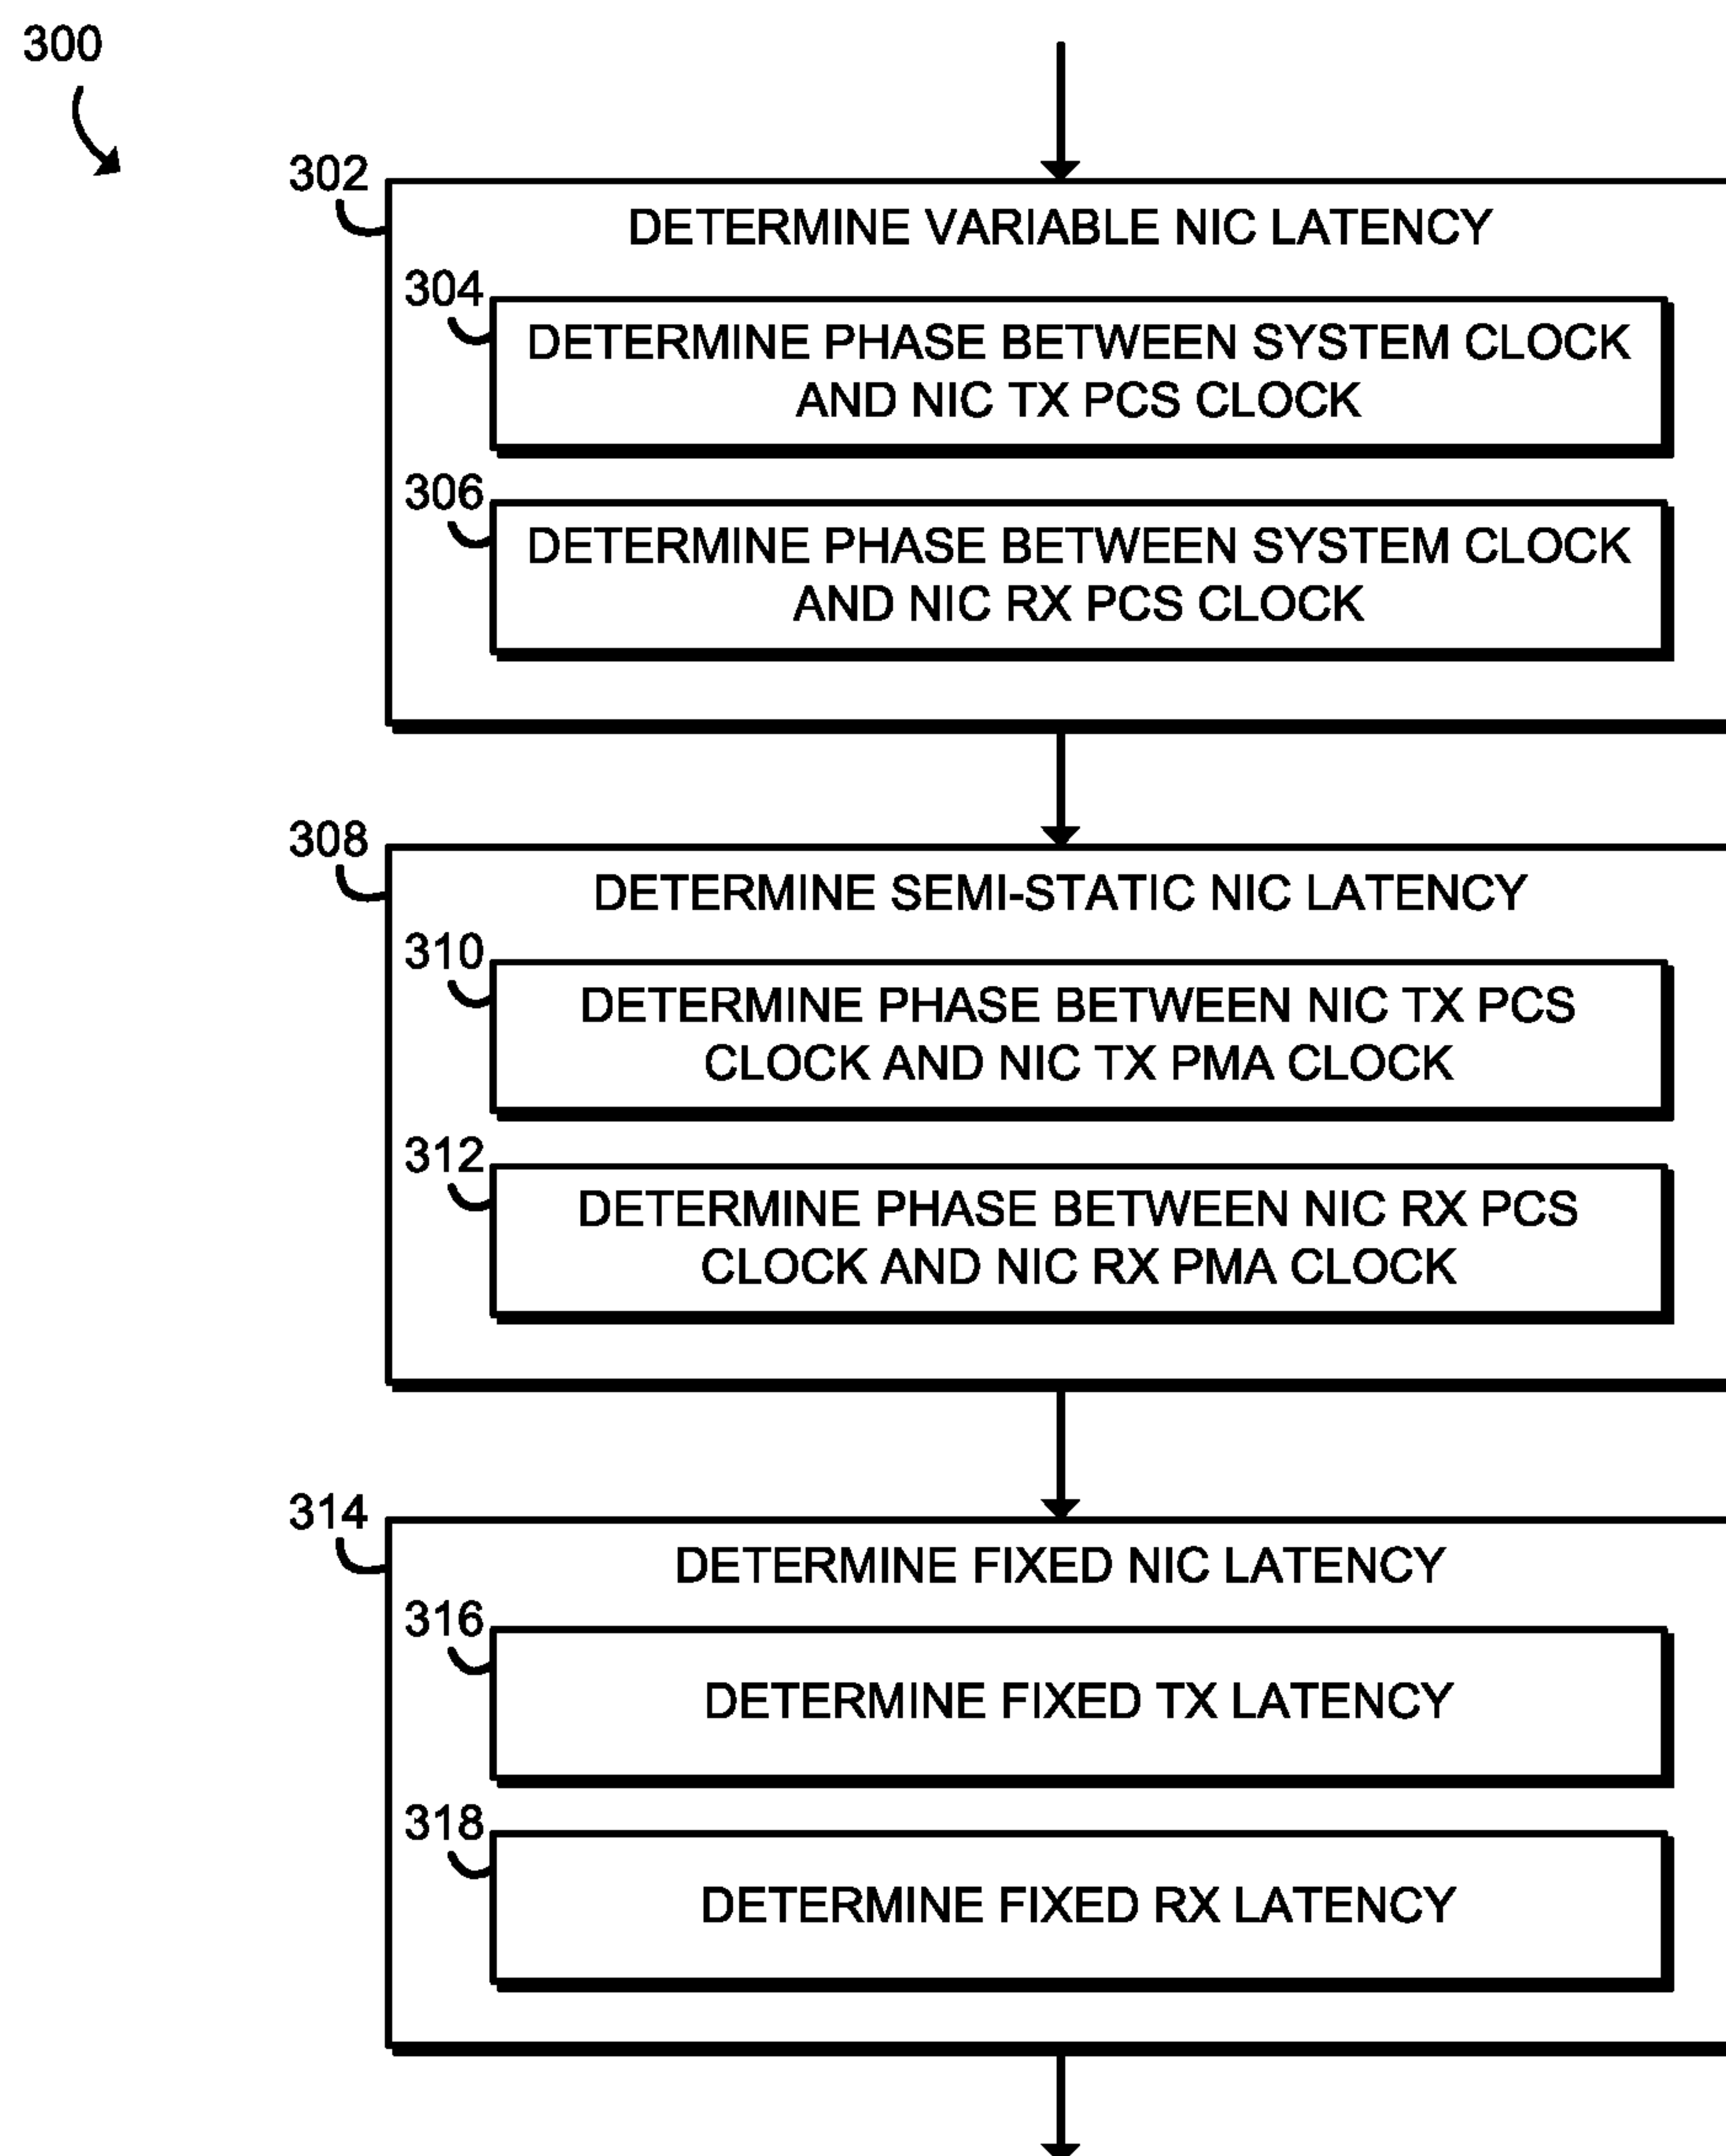 300
302
DETERMINE VARIABLE NIC LATENCY
304
DETERMINE PHASE BETWEEN SYSTEM CLOCK
AND NIC TX PCS CLOCK
306
DETERMINE PHASE BETWEEN SYSTEM CLOCK
AND NIC RX PCS CLOCK
308
DETERMINE SEMI-STATIC NIC LATENCY
310
DETERMINE PHASE BETWEEN NIC TX PCS
CLOCK AND NIC TX PMA CLOCK
312
DETERMINE PHASE BETWEEN NIC RX PCS
CLOCK AND NIC RX PMA CLOCK
314
DETERMINE FIXED NIC LATENCY
316
DETERMINE FIXED TX LATENCY
318
DETERMINE FIXED RX LATENCY